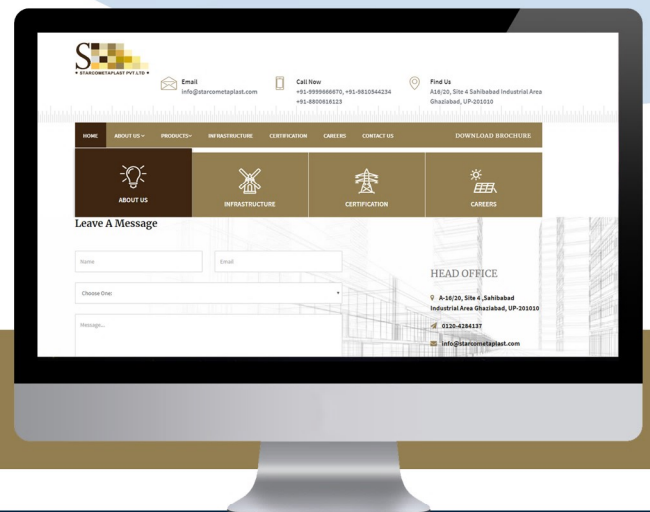 S
• STARCOMETAPLAST PVT.LTD •
Email
info@starcometaplast.com
Call Now
+91-9999666670, +91-9810544234
+91-8800816123
Find Us
A16/20, Site 4 Sahibabad Industrial Area
Ghaziabad, UP-201010
HOME ABOUT US PRODUCTS INFRASTRUCTURE CERTIFICATION CAREERS CONTACT US DOWNLOAD BROCHURE
ABOUT US
INFRASTRUCTURE
CERTIFICATION
CAREERS
Leave A Message
Name
Email
Choose One:
Message...
HEAD OFFICE
A-16/20, Site 4 ,Sahibabad
Industrial Area Ghaziabad, UP-201010
0120-4284137
info@starcometaplast.com